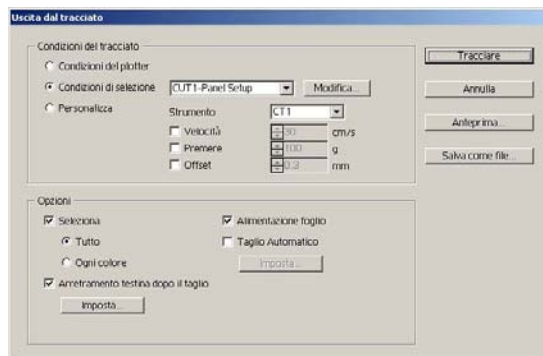 Uscita dal tracciato
Condizioni del tracciato
Condizioni del plotter
Condizioni di selezione CUT1-Panel Setup Modifica...
Personalizza Strumento CT1
Velocità 30 cm/s
Premere 100 g
Offset 0.3 mm
Tracciare
Annulla
Anteprima...
Salva come file...
Opzioni
Seleziona Alimentazione foglio
Tutto Taglio Automatico
Ogni colore Imposta...
Arretramento testina dopo il taglio
Imposta...